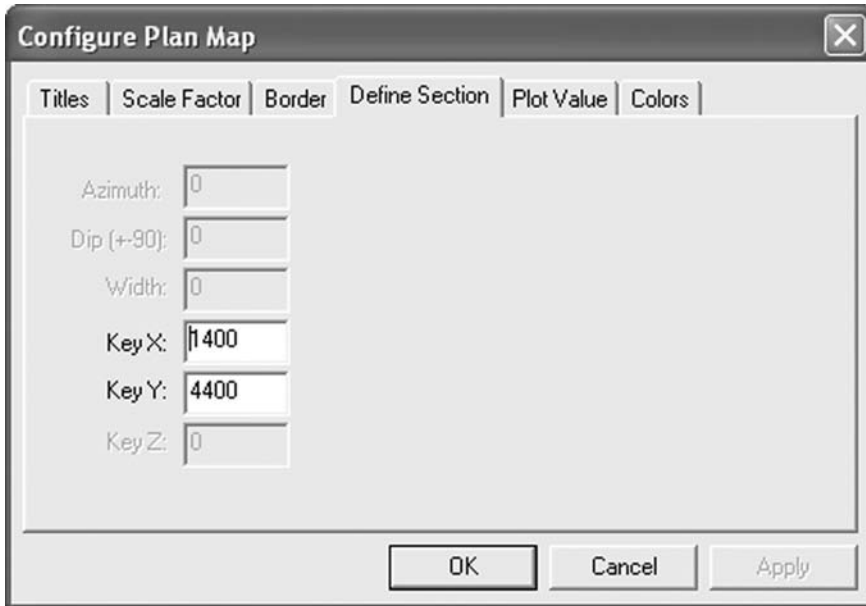 Configure Plan Map
Titles Scale Factor Border Define Section Plot Value Colors
Azimuth: 0
Dip (+-90): 0
Width: 0
Key X: 1400
Key Y: 4400
Key Z: 0
OK Cancel Apply